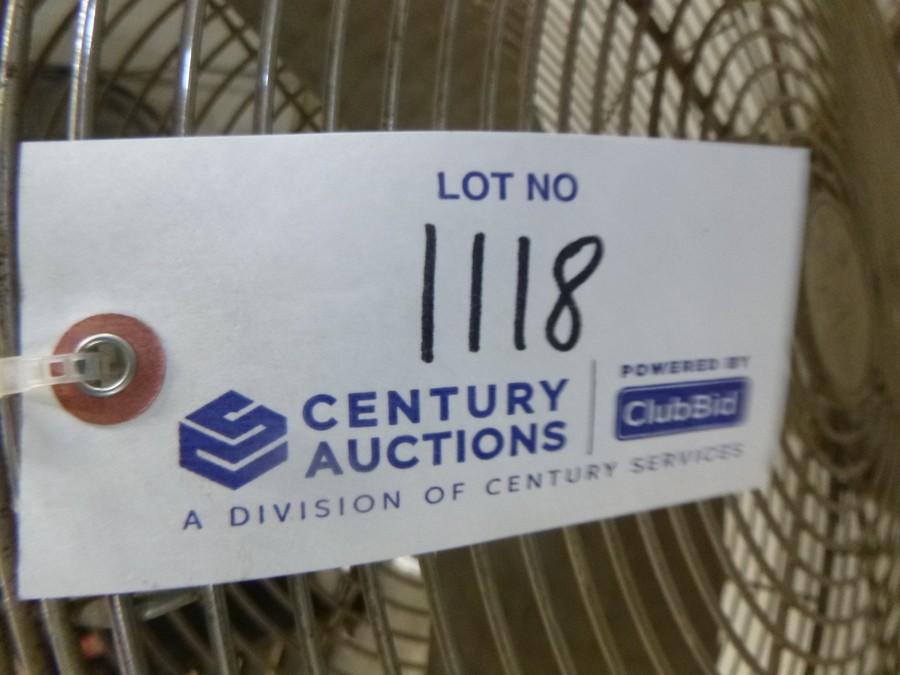 LOT NO
1118
CENTURY
AUCTIONS
POWERED BY
ClubBid
A DIVISION OF CENTURY SERVICES